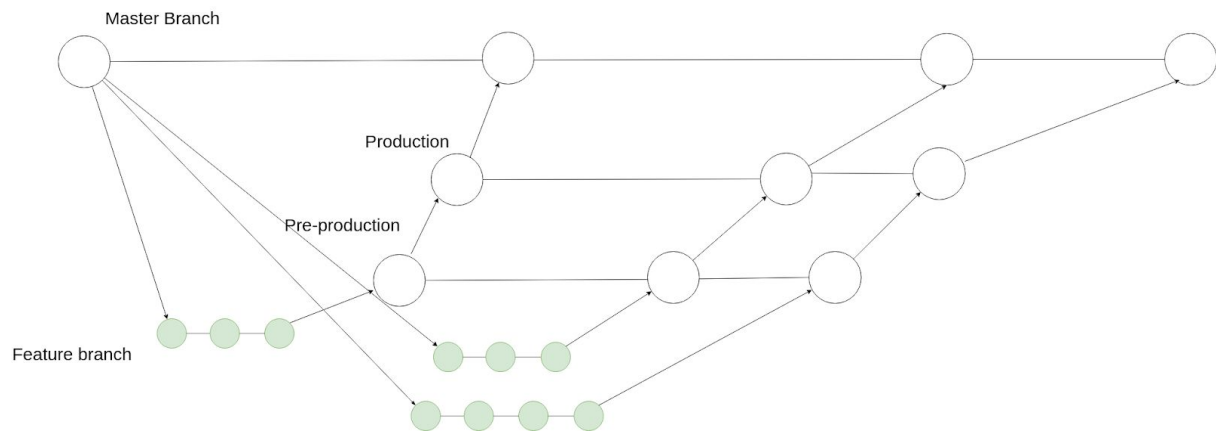 Master Branch
Production
Pre-production
Feature branch